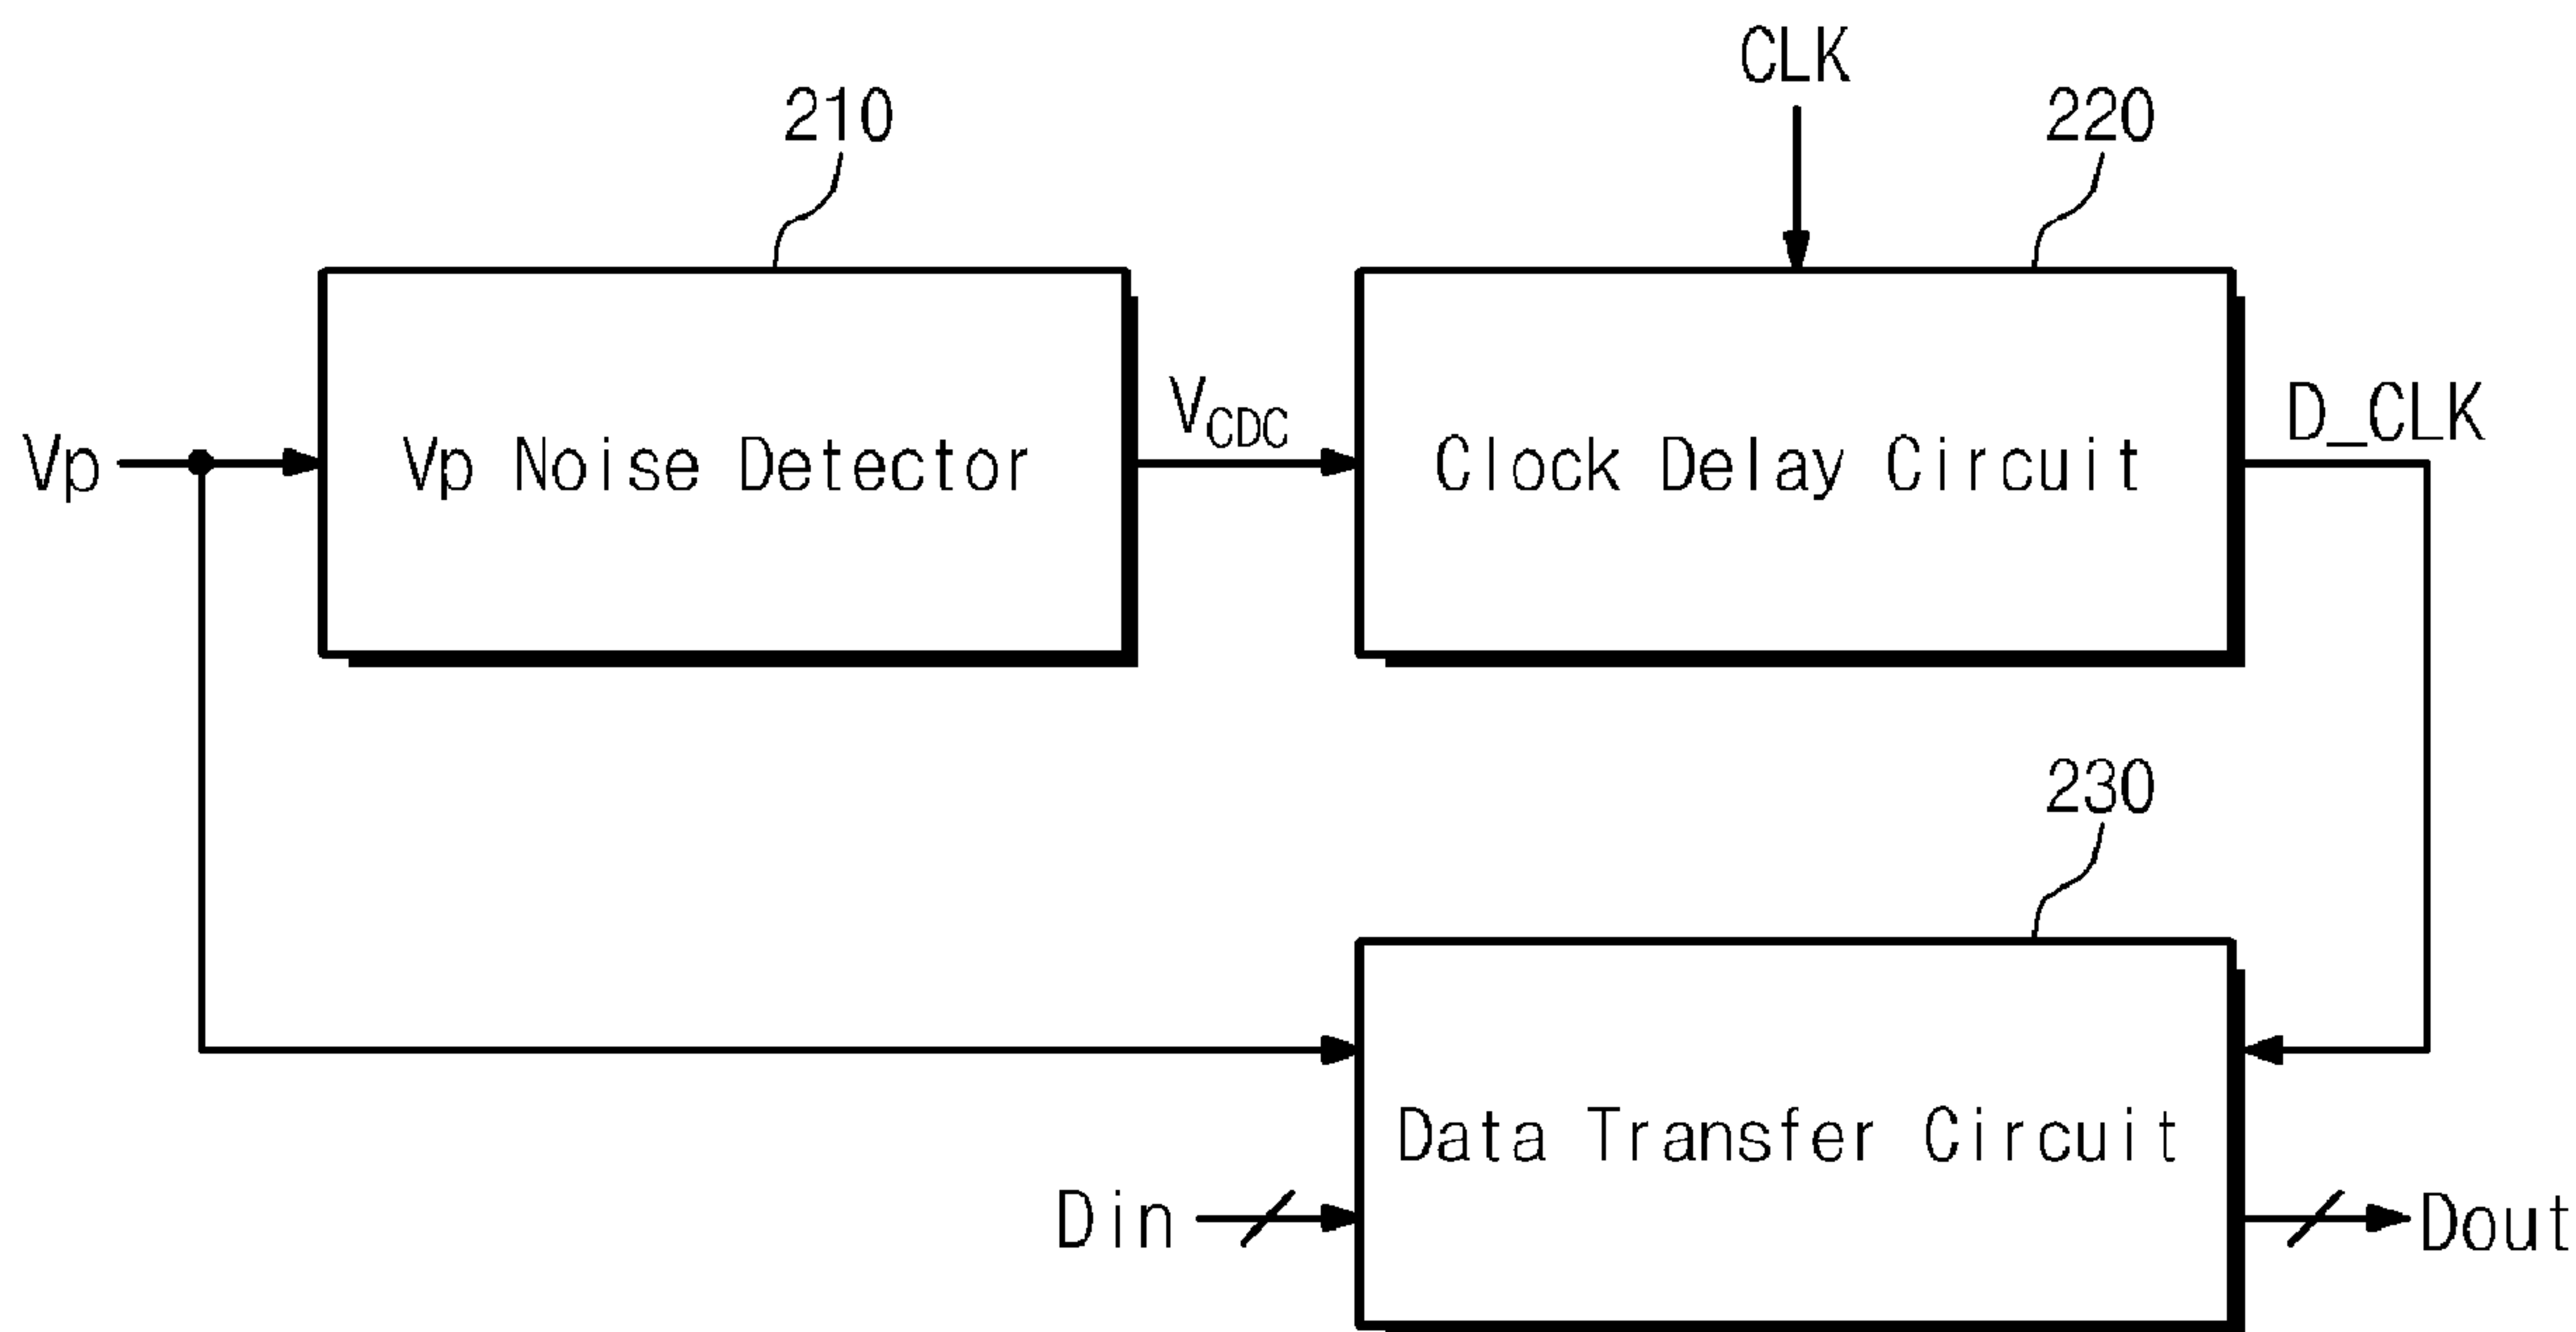 CLK
210
220
Vp
Vp Noise Detector
VCDC
Clock Delay Circuit
D_CLK
230
Data Transfer Circuit
Din
Dout